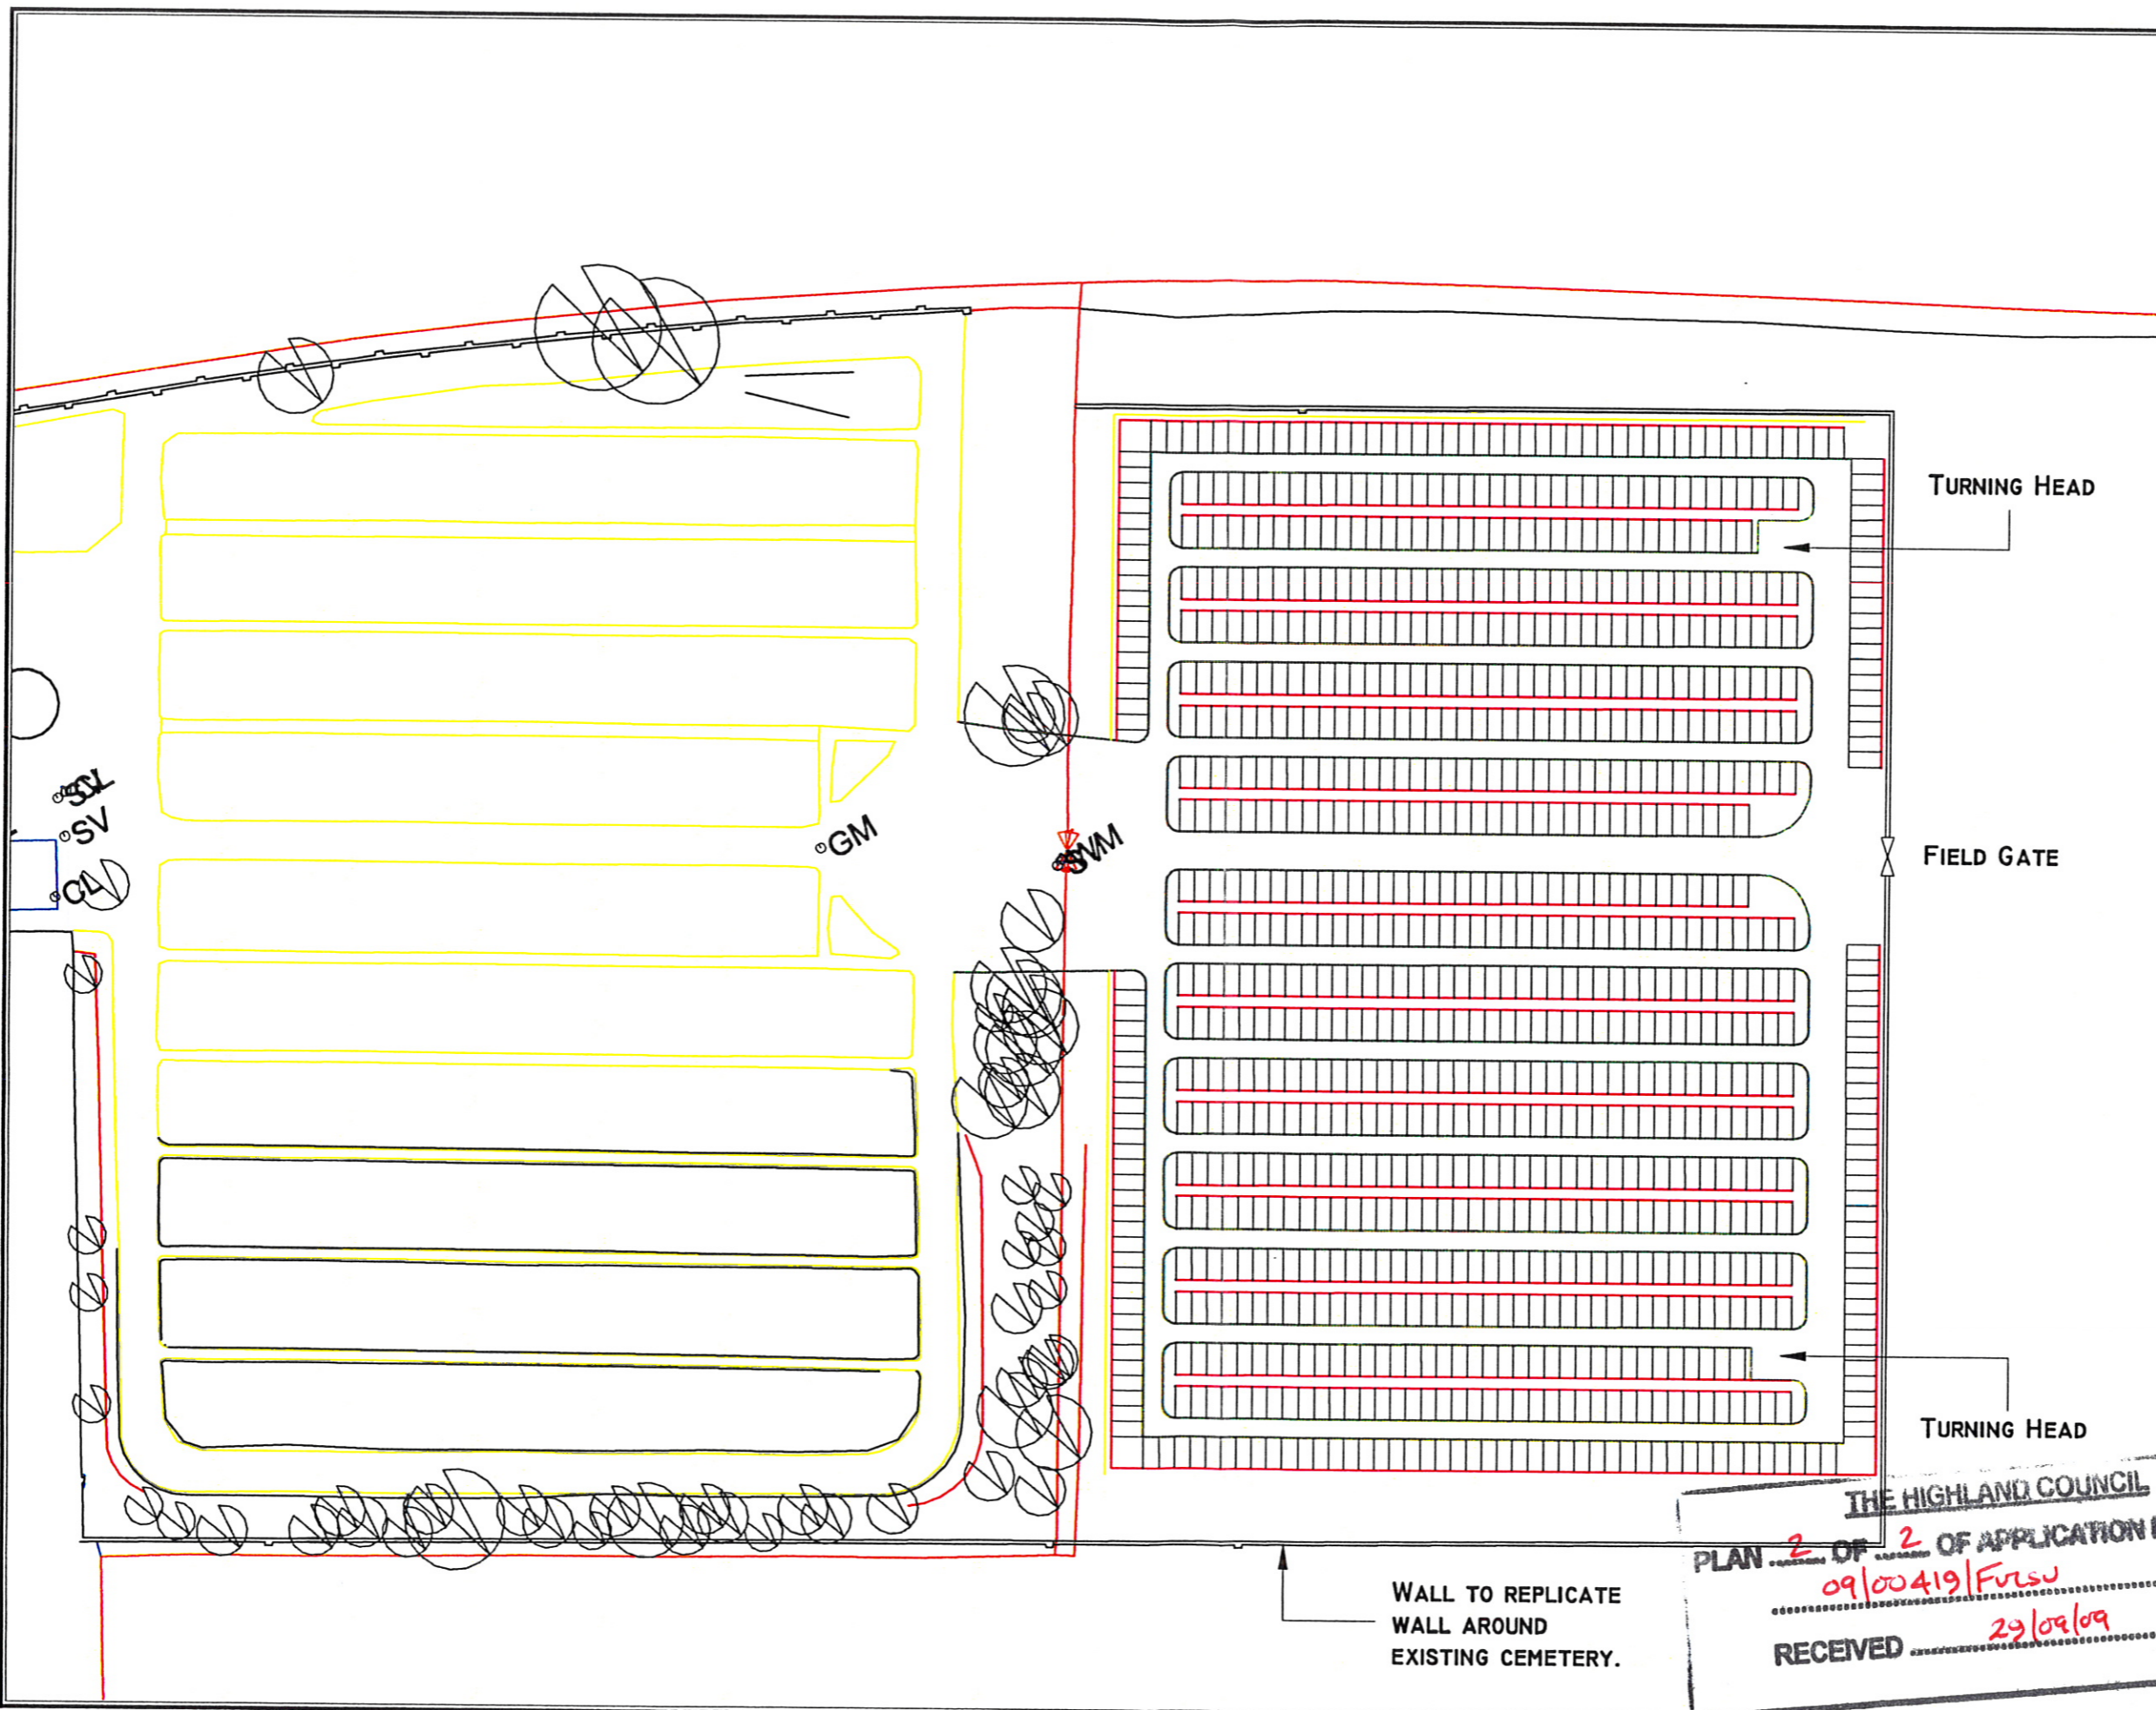 TURNING HEAD
SV
CL
GM
FIELD GATE
TURNING HEAD
WALL TO REPLICATE
WALL AROUND
EXISTING CEMETERY.
THE HIGHLAND COUNCIL
PLAN 2 OF 2 OF APPLICATION
09/00419/FULSU
RECEIVED 29/09/09